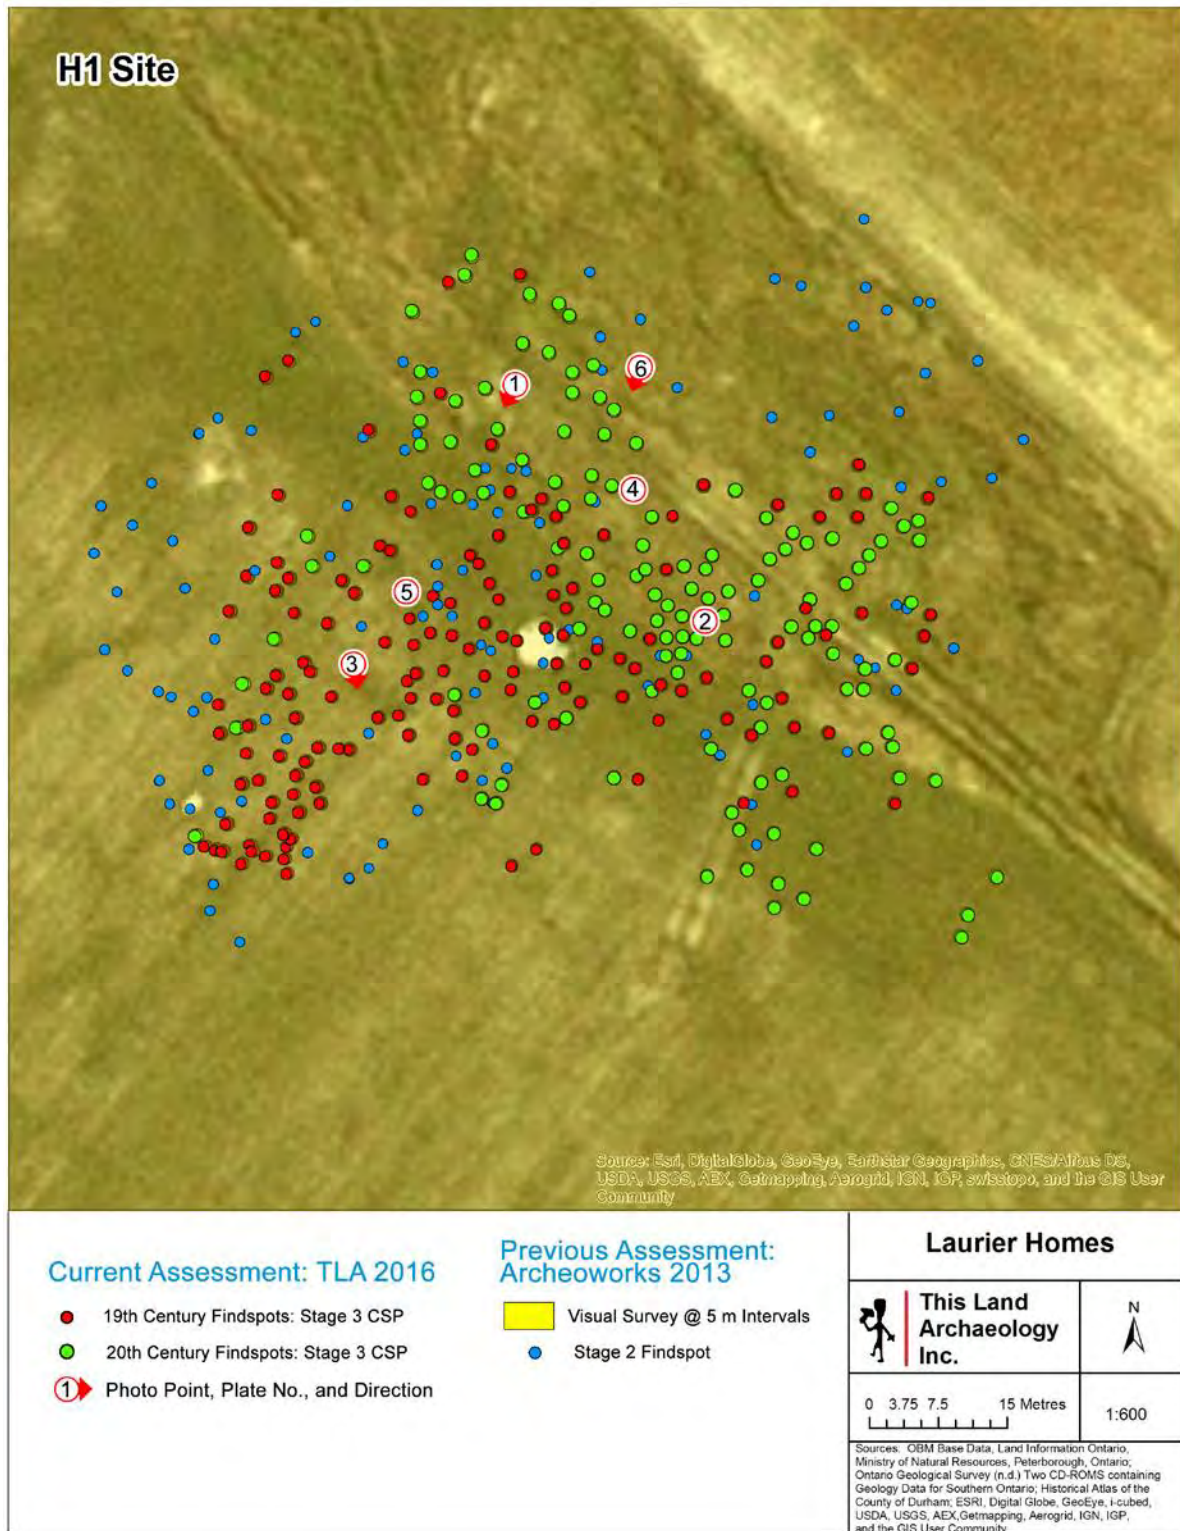 H1 Site
1
6
4
5
2
3
Source: Esri, DigitalGlobe, GeoEye, Earthstar Geographics, CNES/Airbus DS,
USDA, USGS, AEX, Getmapping, Aerogrid, IGN, IGP, swisstopo, and the GIS User
Community
Current Assessment: TLA 2016
19th Century Findspots: Stage 3 CSP
20th Century Findspots: Stage 3 CSP
1 Photo Point, Plate No., and Direction
Previous Assessment:
Archeoworks 2013
Visual Survey @ 5 m Intervals
Stage 2 Findspot
Laurier Homes
This Land
Archaeology
Inc.
N
0 3.75 7.5 15 Metres
1:600
Sources: OBM Base Data, Land Information Ontario,
Ministry of Natural Resources, Peterborough, Ontario;
Ontario Geological Survey (n.d.) Two CD-ROMS containing
Geology Data for Southern Ontario; Historical Atlas of the
County of Durham; ESRI, Digital Globe, GeoEye, i-cubed,
USDA, USGS, AEX,Getmapping, Aerogrid, IGN, IGP,
and the GIS User Community